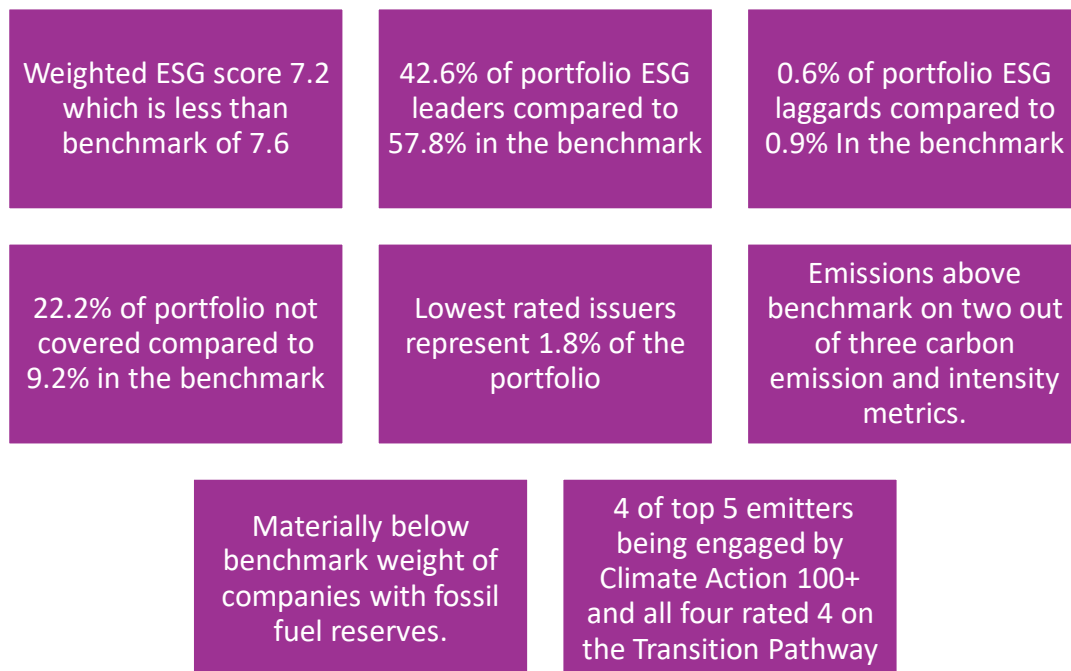 Weighted ESG score 7.2
which is less than
benchmark of 7.6
42.6% of portfolio ESG
leaders compared to
57.8% in the benchmark
0.6% of portfolio ESG
laggards compared to
0.9% In the benchmark
22.2% of portfolio not
covered compared to
9.2% in the benchmark
Lowest rated issuers
represent 1.8% of the
portfolio
Emissions above
benchmark on two out
of three carbon
emission and intensity
metrics.
Materially below
benchmark weight of
companies with fossil
fuel reserves.
4 of top 5 emitters
being engaged by
Climate Action 100+
and all four rated 4 on
the Transition Pathway